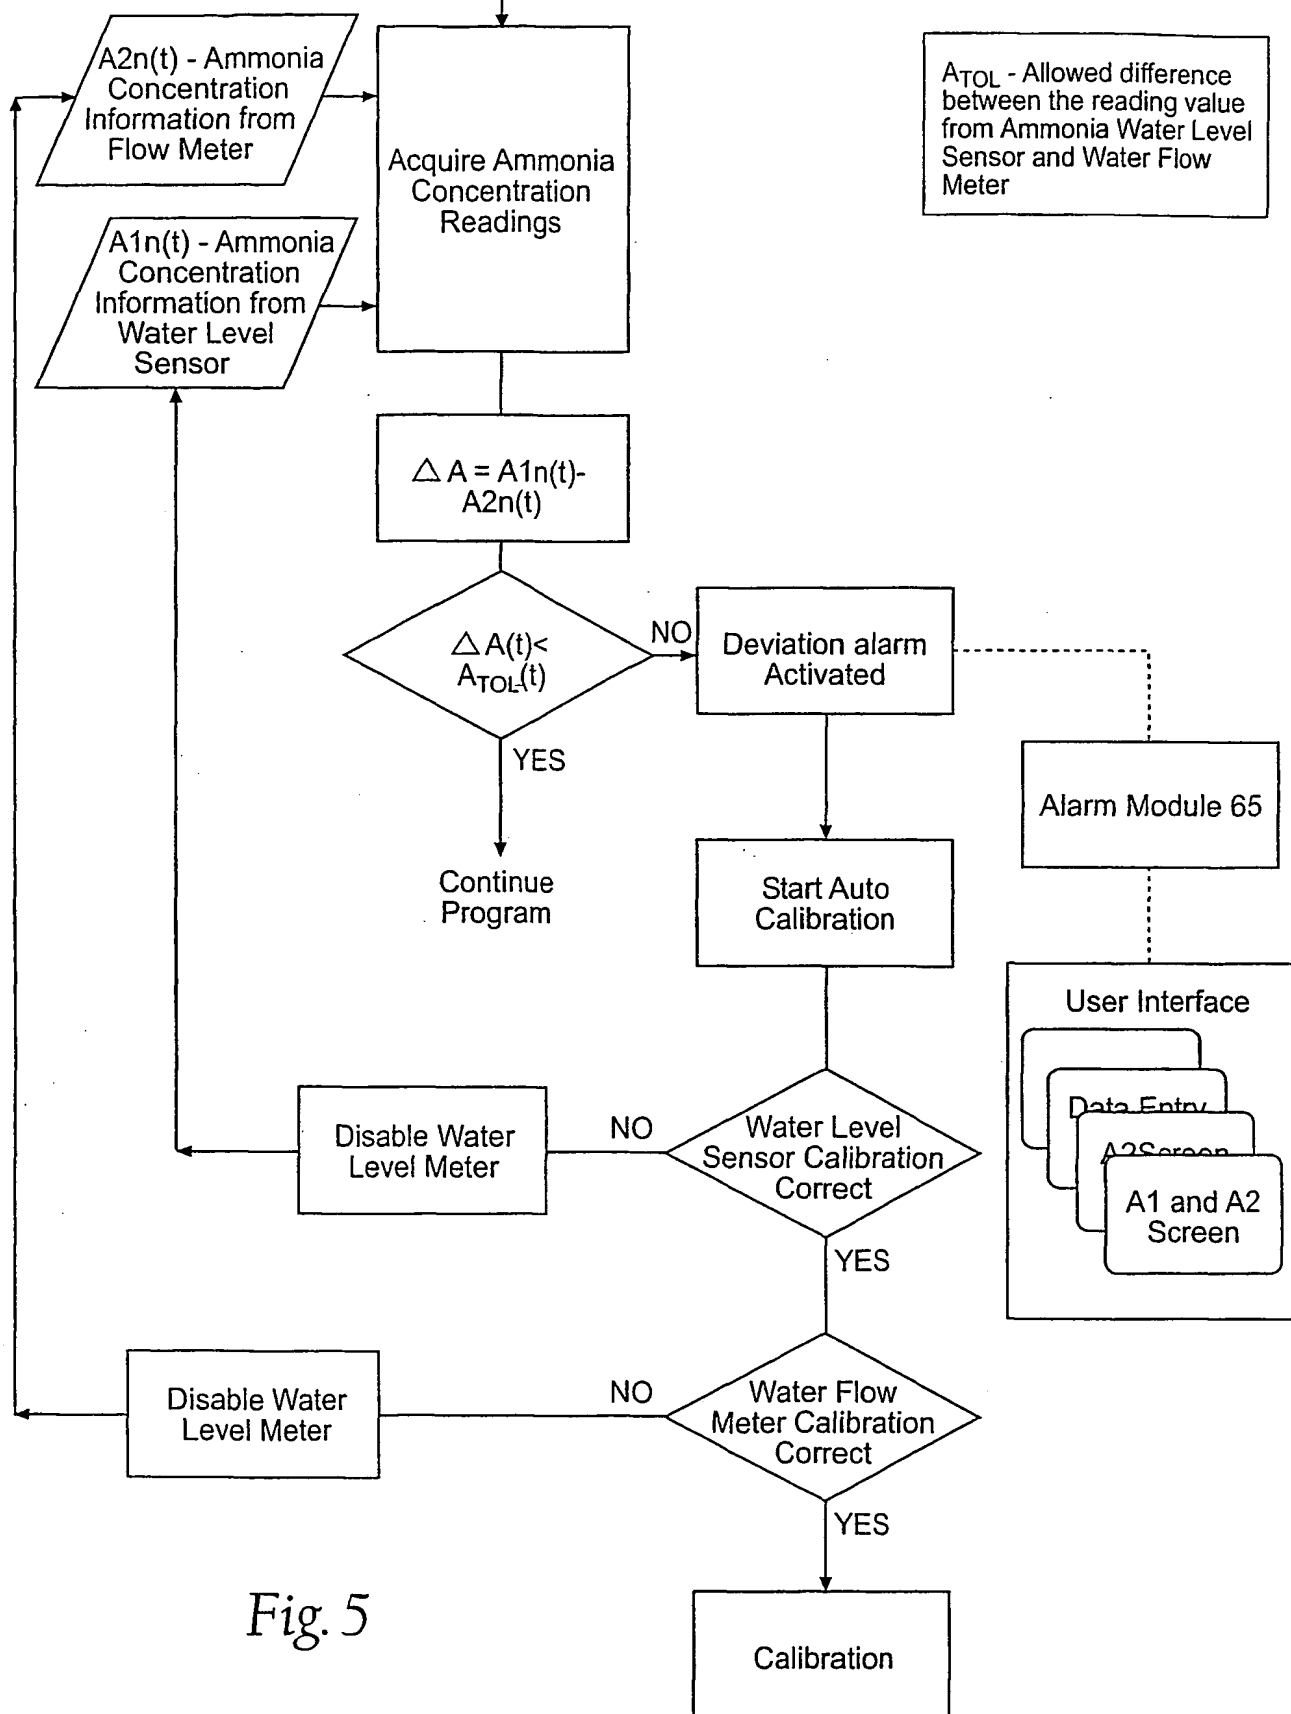 A2n(t) - Ammonia
Concentration
Information from
Flow Meter
Acquire Ammonia
Concentration
Readings
ATOL - Allowed difference
between the reading value
from Ammonia Water Level
Sensor and Water Flow
Meter
A1n(t) - Ammonia
Concentration
Information from
Water Level
Sensor
△ A = A1n(t)-
A2n(t)
△ A(t)<
ATOL(t)
NO
YES
Deviation alarm
Activated
Alarm Module 65
Continue
Program
Start Auto
Calibration
User Interface
Data Entry
A2Screen
A1 and A2
Screen
Water Level
Sensor Calibration
Correct
NO
Disable Water
Level Meter
YES
Water Flow
Meter Calibration
Correct
NO
Disable Water
Level Meter
YES
Calibration
Fig. 5